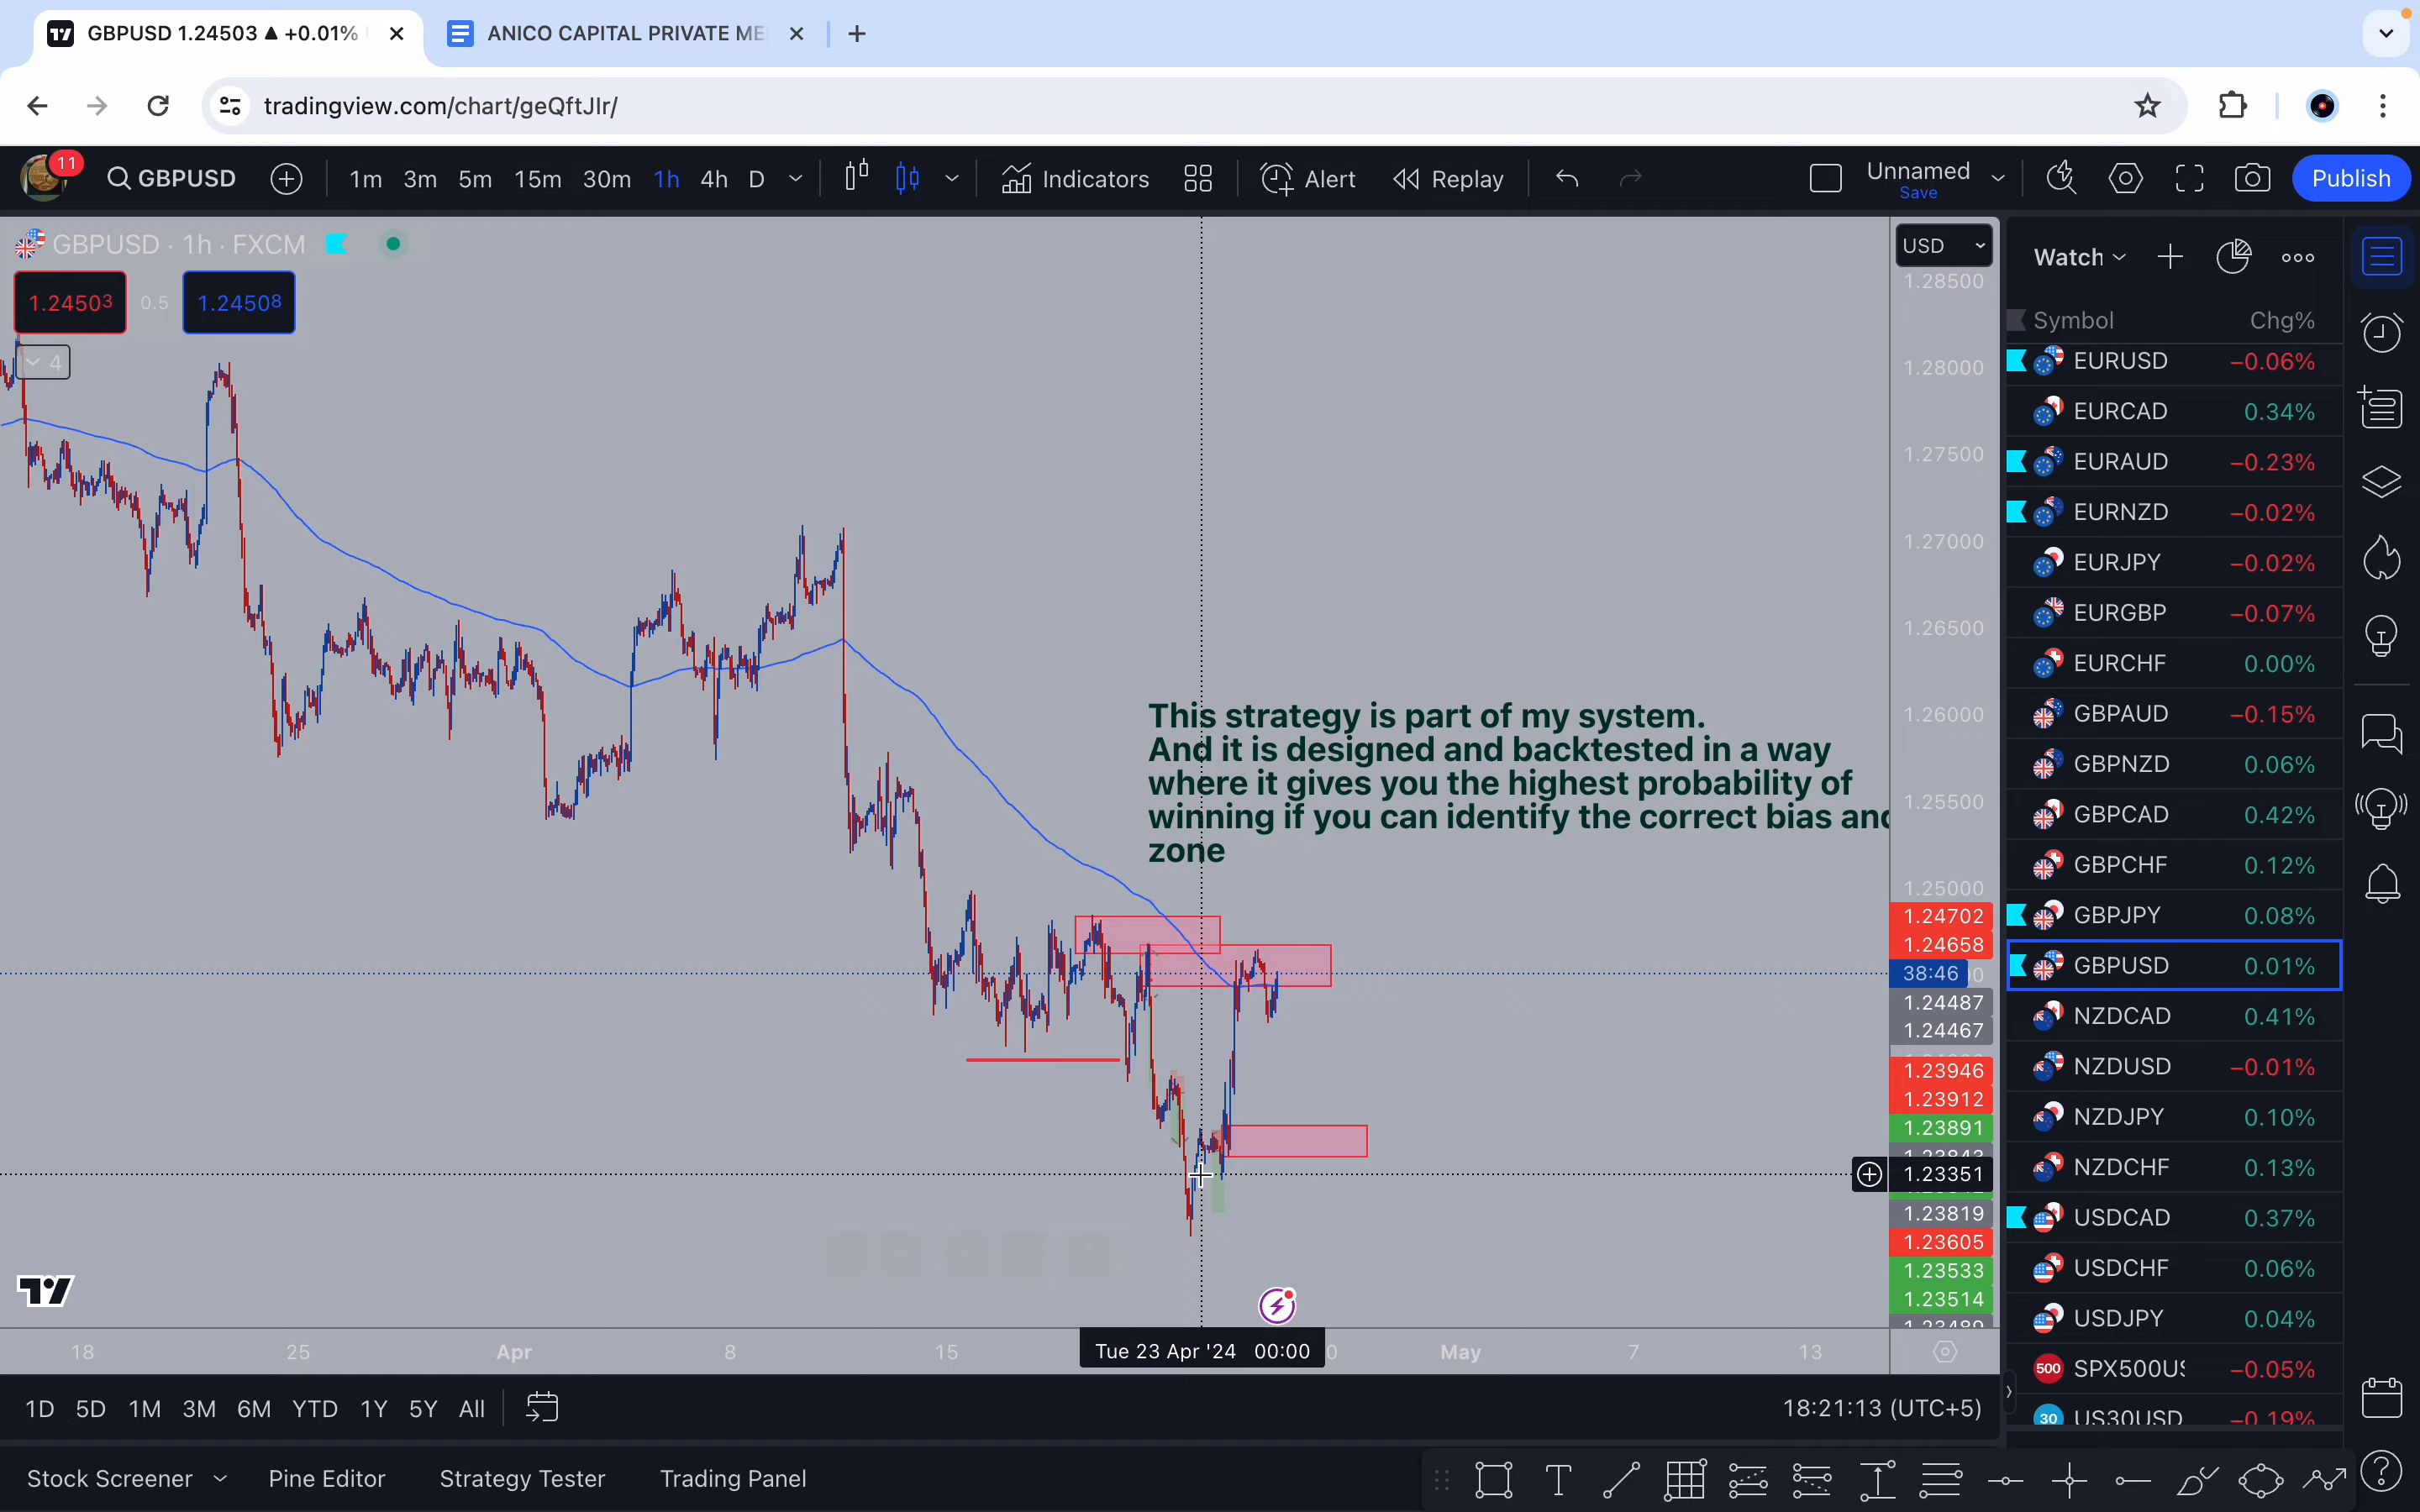 GBPUSD 1.24503 ▲ +0.01%
ANICO CAPITAL PRIVATE ME
tradingview.com/chart/geQftJIr/
11
GBPUSD
1m 3m 5m 15m 30m 1h 4h D
Indicators
Alert
Replay
Unnamed
Save
Publish
GBPUSD · 1h · FXCM
1.24503 0.5 1.24508
4
This strategy is part of my system.
And it is designed and backtested in a way
where it gives you the highest probability of
winning if you can identify the correct bias and
zone
USD
1.28500
1.28000
1.27500
1.27000
1.26500
1.26000
1.25500
1.25000
1.24702
1.24658
38:46
1.24487
1.24467
1.23946
1.23912
1.23891
1.23351
1.23819
1.23605
1.23533
1.23514
18 25 Apr 8 15 Tue 23 Apr '24 00:00 May 7 13
1D 5D 1M 3M 6M YTD 1Y 5Y All
18:21:13 (UTC+5)
Stock Screener Pine Editor Strategy Tester Trading Panel
Watch
Symbol Chg%
EURUSD −0.06%
EURCAD 0.34%
EURAUD −0.23%
EURNZD −0.02%
EURJPY −0.02%
EURGBP −0.07%
EURCHF 0.00%
GBPAUD −0.15%
GBPNZD 0.06%
GBPCAD 0.42%
GBPCHF 0.12%
GBPJPY 0.08%
GBPUSD 0.01%
NZDCAD 0.41%
NZDUSD −0.01%
NZDJPY 0.10%
NZDCHF 0.13%
USDCAD 0.37%
USDCHF 0.06%
USDJPY 0.04%
500 SPX500US −0.05%
30 US30USD −0.19%